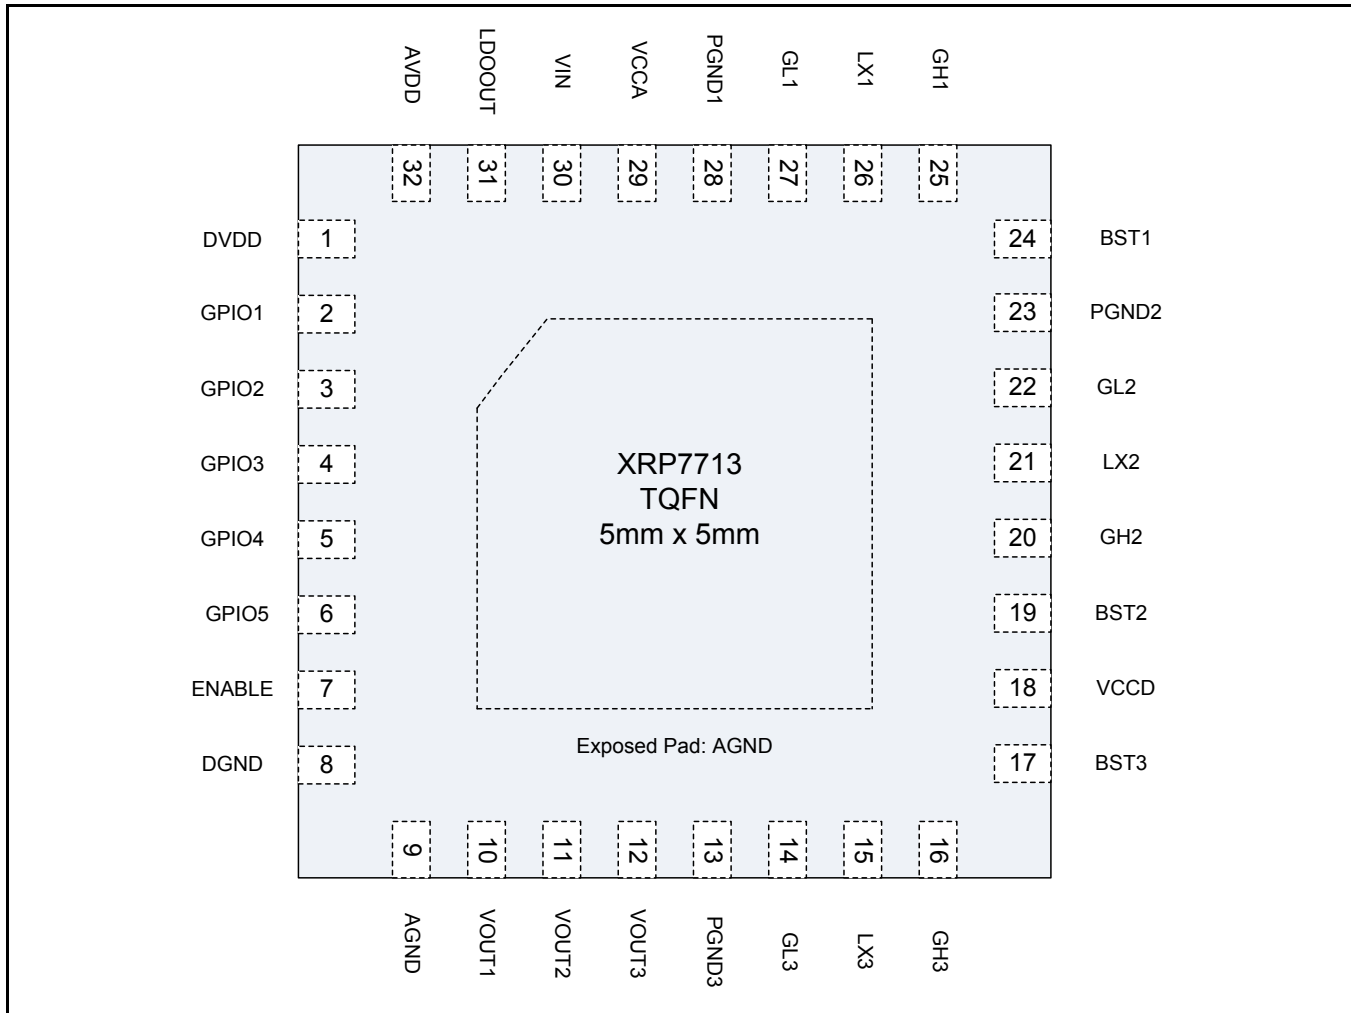 AVDD
LDOOUT
VIN
VCCA
PGND1
GL1
LX1
GH1
32
31
30
29
28
27
26
25
DVDD 1
GPIO1 2
GPIO2 3
GPIO3 4
GPIO4 5
GPIO5 6
ENABLE 7
DGND 8
24 BST1
23 PGND2
22 GL2
21 LX2
20 GH2
19 BST2
18 VCCD
17 BST3
XRP7713
TQFN
5mm x 5mm
Exposed Pad: AGND
9
10
11
12
13
14
15
16
AGND
VOUT1
VOUT2
VOUT3
PGND3
GL3
LX3
GH3